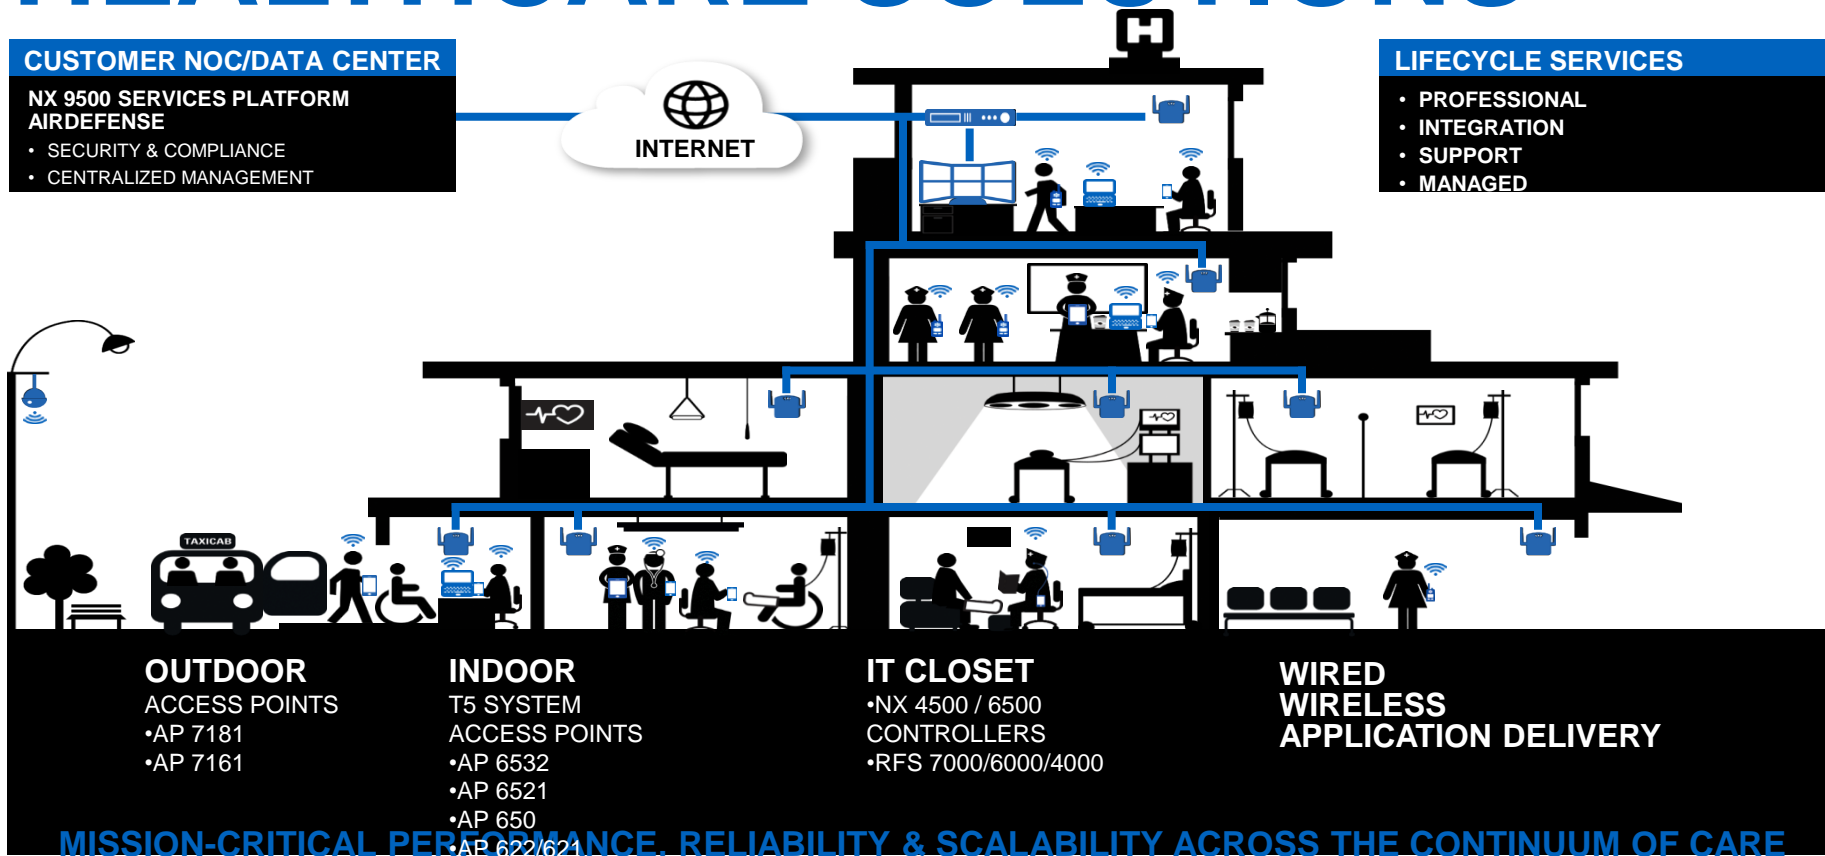 HEALTHCARE SOLUTIONS
CUSTOMER NOC/DATA CENTER
NX 9500 SERVICES PLATFORM
AIRDEFENSE
• SECURITY & COMPLIANCE
• CENTRALIZED MANAGEMENT
INTERNET
H
LIFECYCLE SERVICES
• PROFESSIONAL
• INTEGRATION
• SUPPORT
• MANAGED
TAXICAB
OUTDOOR
ACCESS POINTS
•AP 7181
•AP 7161
INDOOR
T5 SYSTEM
ACCESS POINTS
•AP 6532
•AP 6521
•AP 650
•AP 622/621
IT CLOSET
•NX 4500 / 6500
CONTROLLERS
•RFS 7000/6000/4000
WIRED
WIRELESS
APPLICATION DELIVERY
MISSION-CRITICAL PERFORMANCE, RELIABILITY & SCALABILITY ACROSS THE CONTINUUM OF CARE